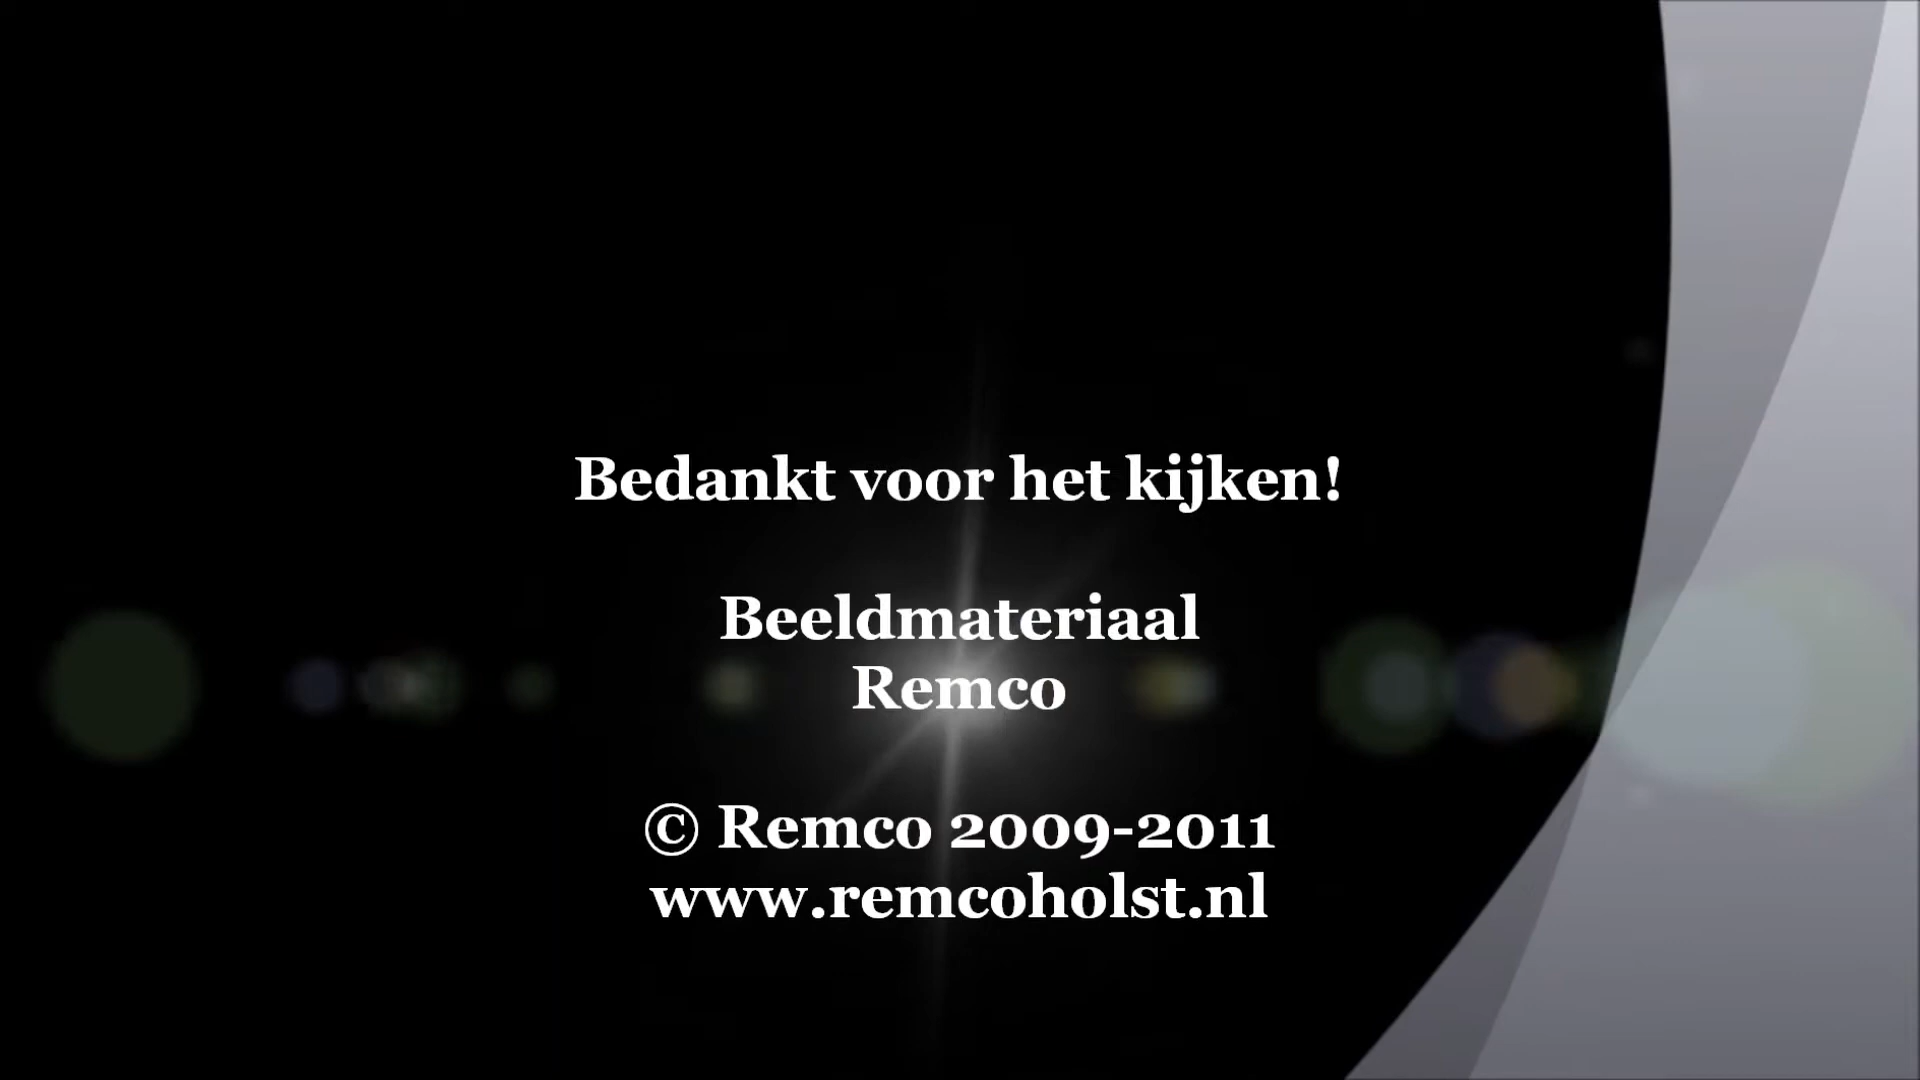 Bedankt voor het kijken!
Beeldmateriaal
Remco
© Remco 2009-2011
www.remcoholst.nl